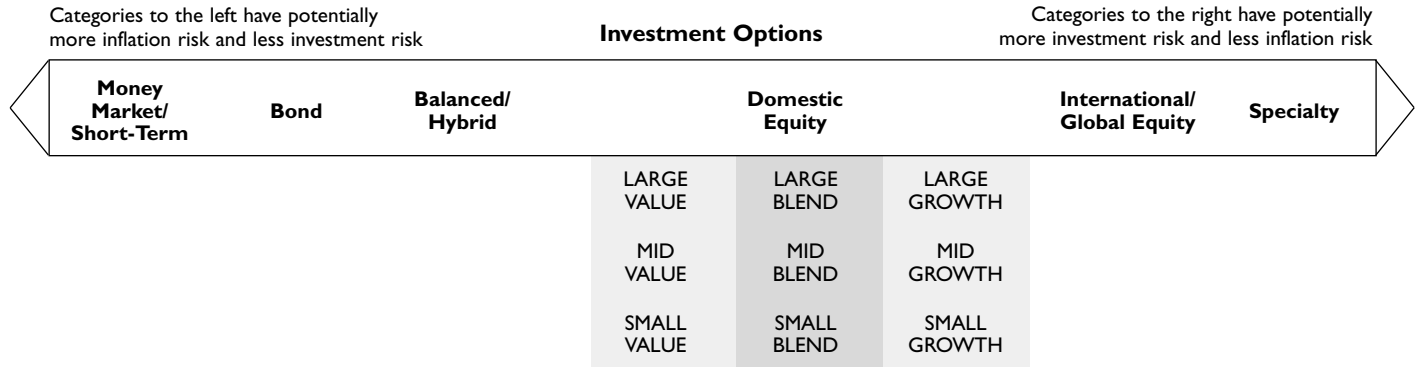 Categories to the left have potentially
more inflation risk and less investment risk
Investment Options
Categories to the right have potentially
more investment risk and less inflation risk
Money
Market/
Short-Term
Bond
Balanced/
Hybrid
Domestic
Equity
International/
Global Equity
Specialty
LARGE
VALUE
LARGE
BLEND
LARGE
GROWTH
MID
VALUE
MID
BLEND
MID
GROWTH
SMALL
VALUE
SMALL
BLEND
SMALL
GROWTH